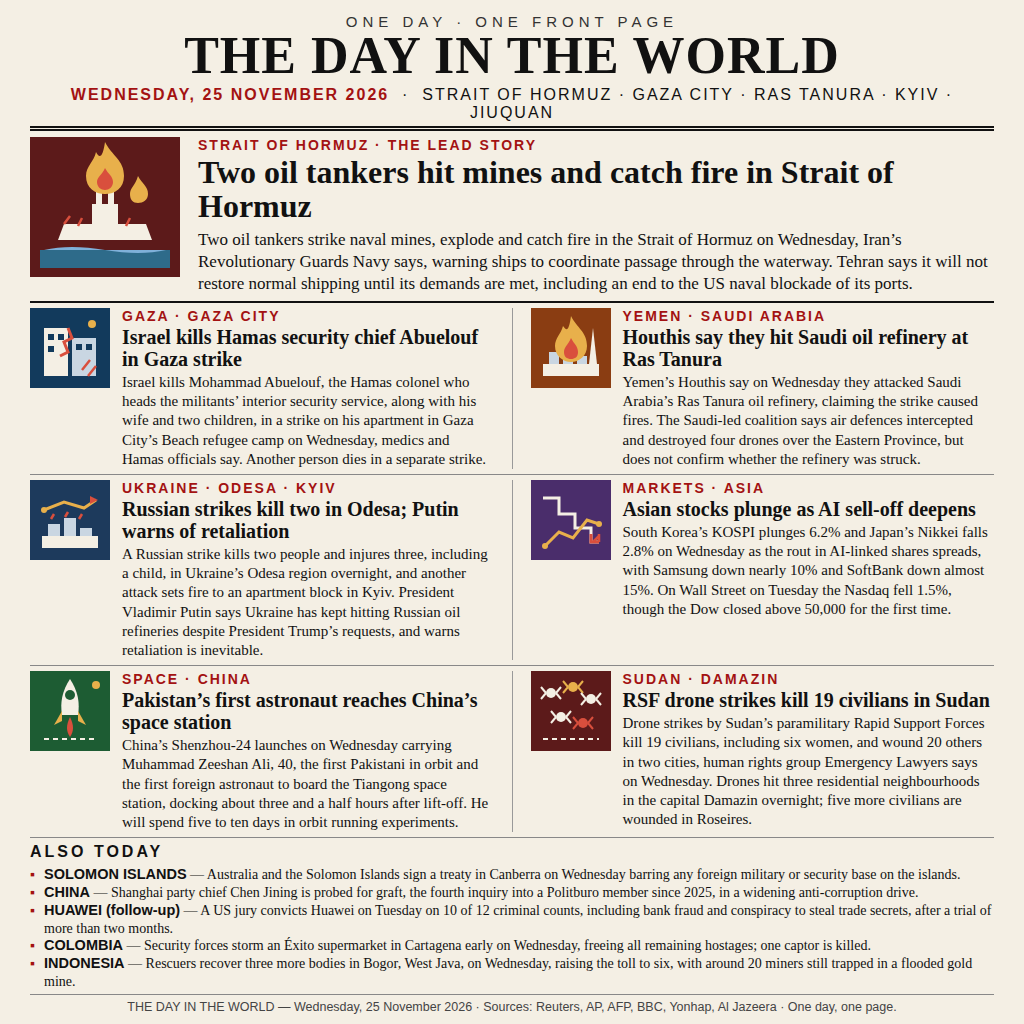 ONE DAY · ONE FRONT PAGE
THE DAY IN THE WORLD
WEDNESDAY, 25 NOVEMBER 2026 · STRAIT OF HORMUZ · GAZA CITY · RAS TANURA · KYIV ·
JIUQUAN
STRAIT OF HORMUZ · THE LEAD STORY
Two oil tankers hit mines and catch fire in Strait of
Hormuz
Two oil tankers strike naval mines, explode and catch fire in the Strait of Hormuz on Wednesday, Iran’s
Revolutionary Guards Navy says, warning ships to coordinate passage through the waterway. Tehran says it will not
restore normal shipping until its demands are met, including an end to the US naval blockade of its ports.
GAZA · GAZA CITY
Israel kills Hamas security chief Abuelouf
in Gaza strike
Israel kills Mohammad Abuelouf, the Hamas colonel who
heads the militants’ interior security service, along with his
wife and two children, in a strike on his apartment in Gaza
City’s Beach refugee camp on Wednesday, medics and
Hamas officials say. Another person dies in a separate strike.
YEMEN · SAUDI ARABIA
Houthis say they hit Saudi oil refinery at
Ras Tanura
Yemen’s Houthis say on Wednesday they attacked Saudi
Arabia’s Ras Tanura oil refinery, claiming the strike caused
fires. The Saudi-led coalition says air defences intercepted
and destroyed four drones over the Eastern Province, but
does not confirm whether the refinery was struck.
UKRAINE · ODESA · KYIV
Russian strikes kill two in Odesa; Putin
warns of retaliation
A Russian strike kills two people and injures three, including
a child, in Ukraine’s Odesa region overnight, and another
attack sets fire to an apartment block in Kyiv. President
Vladimir Putin says Ukraine has kept hitting Russian oil
refineries despite President Trump’s requests, and warns
retaliation is inevitable.
MARKETS · ASIA
Asian stocks plunge as AI sell-off deepens
South Korea’s KOSPI plunges 6.2% and Japan’s Nikkei falls
2.8% on Wednesday as the rout in AI-linked shares spreads,
with Samsung down nearly 10% and SoftBank down almost
15%. On Wall Street on Tuesday the Nasdaq fell 1.5%,
though the Dow closed above 50,000 for the first time.
SPACE · CHINA
Pakistan’s first astronaut reaches China’s
space station
China’s Shenzhou-24 launches on Wednesday carrying
Muhammad Zeeshan Ali, 40, the first Pakistani in orbit and
the first foreign astronaut to board the Tiangong space
station, docking about three and a half hours after lift-off. He
will spend five to ten days in orbit running experiments.
SUDAN · DAMAZIN
RSF drone strikes kill 19 civilians in Sudan
Drone strikes by Sudan’s paramilitary Rapid Support Forces
kill 19 civilians, including six women, and wound 20 others
in two cities, human rights group Emergency Lawyers says
on Wednesday. Drones hit three residential neighbourhoods
in the capital Damazin overnight; five more civilians are
wounded in Roseires.
ALSO TODAY
▪ SOLOMON ISLANDS — Australia and the Solomon Islands sign a treaty in Canberra on Wednesday barring any foreign military or security base on the islands.
▪ CHINA — Shanghai party chief Chen Jining is probed for graft, the fourth inquiry into a Politburo member since 2025, in a widening anti-corruption drive.
▪ HUAWEI (follow-up) — A US jury convicts Huawei on Tuesday on 10 of 12 criminal counts, including bank fraud and conspiracy to steal trade secrets, after a trial of
more than two months.
▪ COLOMBIA — Security forces storm an Éxito supermarket in Cartagena early on Wednesday, freeing all remaining hostages; one captor is killed.
▪ INDONESIA — Rescuers recover three more bodies in Bogor, West Java, on Wednesday, raising the toll to six, with around 20 miners still trapped in a flooded gold
mine.
THE DAY IN THE WORLD — Wednesday, 25 November 2026 · Sources: Reuters, AP, AFP, BBC, Yonhap, Al Jazeera · One day, one page.